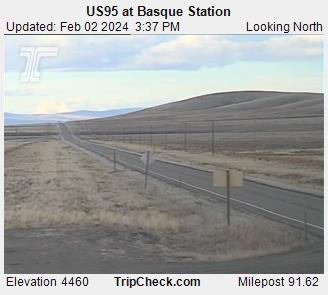 US95 at Basque Station
Updated: Feb 02 2024 3:37 PM Looking North
Elevation 4460 TripCheck.com Milepost 91.62